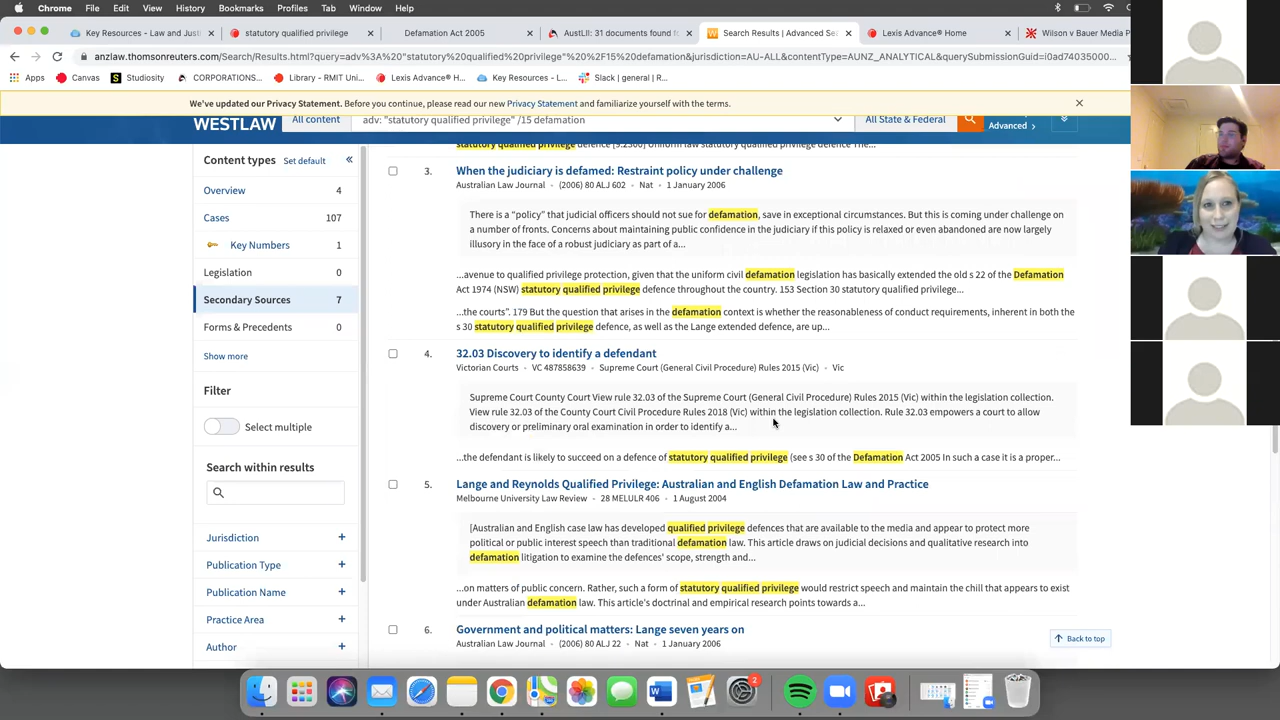 Chrome File Edit View History Bookmarks Profiles Tab Window Help
Key Resources - Law and Justi
statutory qualified privilege
Defamation Act 2005
AustLII: 31 documents found fo
Search Results | Advanced Sea
Lexis Advance® Home
Wilson v Bauer Media P
anzlaw.thomsonreuters.com/Search/Results.html?query=adv%3A%20"statutory%20qualified%20privilege"%20%2F15%20defamation&jurisdiction=AU-ALL&contentType=AUNZ_ANALYTICAL&querySubmissionGuid=i0ad74035000...
Apps Canvas Studiosity CORPORATIONS... Library - RMIT Uni... Lexis Advance® H... Key Resources - L... Slack | general | R...
We've updated our Privacy Statement. Before you continue, please read our new Privacy Statement and familiarize yourself with the terms.
WESTLAW
All content
adv: "statutory qualified privilege" /15 defamation
All State & Federal
Advanced
Content types Set default
Overview 4
Cases 107
Key Numbers 1
Legislation 0
Secondary Sources 7
Forms & Precedents 0
Show more
Filter
Select multiple
Search within results
Jurisdiction +
Publication Type +
Publication Name +
Practice Area +
Author +
statutory qualified privilege defence [9.2300] Uniform law statutory qualified privilege defence The...
3. When the judiciary is defamed: Restraint policy under challenge
Australian Law Journal • (2006) 80 ALJ 602 • Nat • 1 January 2006
There is a "policy" that judicial officers should not sue for defamation, save in exceptional circumstances. But this is coming under challenge on
a number of fronts. Concerns about maintaining public confidence in the judiciary if this policy is relaxed or even abandoned are now largely
illusory in the face of a robust judiciary as part of a...
...avenue to qualified privilege protection, given that the uniform civil defamation legislation has basically extended the old s 22 of the Defamation
Act 1974 (NSW) statutory qualified privilege defence throughout the country. 153 Section 30 statutory qualified privilege...
...the courts". 179 But the question that arises in the defamation context is whether the reasonableness of conduct requirements, inherent in both the
s 30 statutory qualified privilege defence, as well as the Lange extended defence, are up...
4. 32.03 Discovery to identify a defendant
Victorian Courts • VC 487858639 • Supreme Court (General Civil Procedure) Rules 2015 (Vic) • Vic
Supreme Court County Court View rule 32.03 of the Supreme Court (General Civil Procedure) Rules 2015 (Vic) within the legislation collection.
View rule 32.03 of the County Court Civil Procedure Rules 2018 (Vic) within the legislation collection. Rule 32.03 empowers a court to allow
discovery or preliminary oral examination in order to identify a...
...the defendant is likely to succeed on a defence of statutory qualified privilege (see s 30 of the Defamation Act 2005 In such a case it is a proper...
5. Lange and Reynolds Qualified Privilege: Australian and English Defamation Law and Practice
Melbourne University Law Review • 28 MELULR 406 • 1 August 2004
[Australian and English case law has developed qualified privilege defences that are available to the media and appear to protect more
political or public interest speech than traditional defamation law. This article draws on judicial decisions and qualitative research into
defamation litigation to examine the defences' scope, strength and...
...on matters of public concern. Rather, such a form of statutory qualified privilege would restrict speech and maintain the chill that appears to exist
under Australian defamation law. This article's doctrinal and empirical research points towards a...
6. Government and political matters: Lange seven years on
Australian Law Journal • (2006) 80 ALJ 22 • Nat • 1 January 2006
Back to top
2